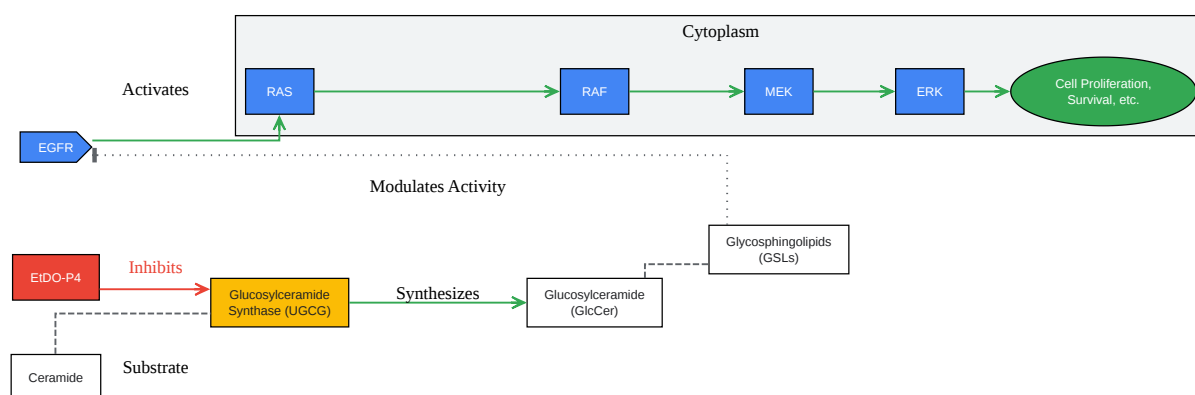 Cytoplasm
Activates
RAS
RAF
MEK
ERK
Cell Proliferation,
Survival, etc.
EGFR
Modulates Activity
Glycosphingolipids
(GSLs)
EtDO-P4
Inhibits
Glucosylceramide
Synthase (UGCG)
Synthesizes
Glucosylceramide
(GlcCer)
Ceramide
Substrate